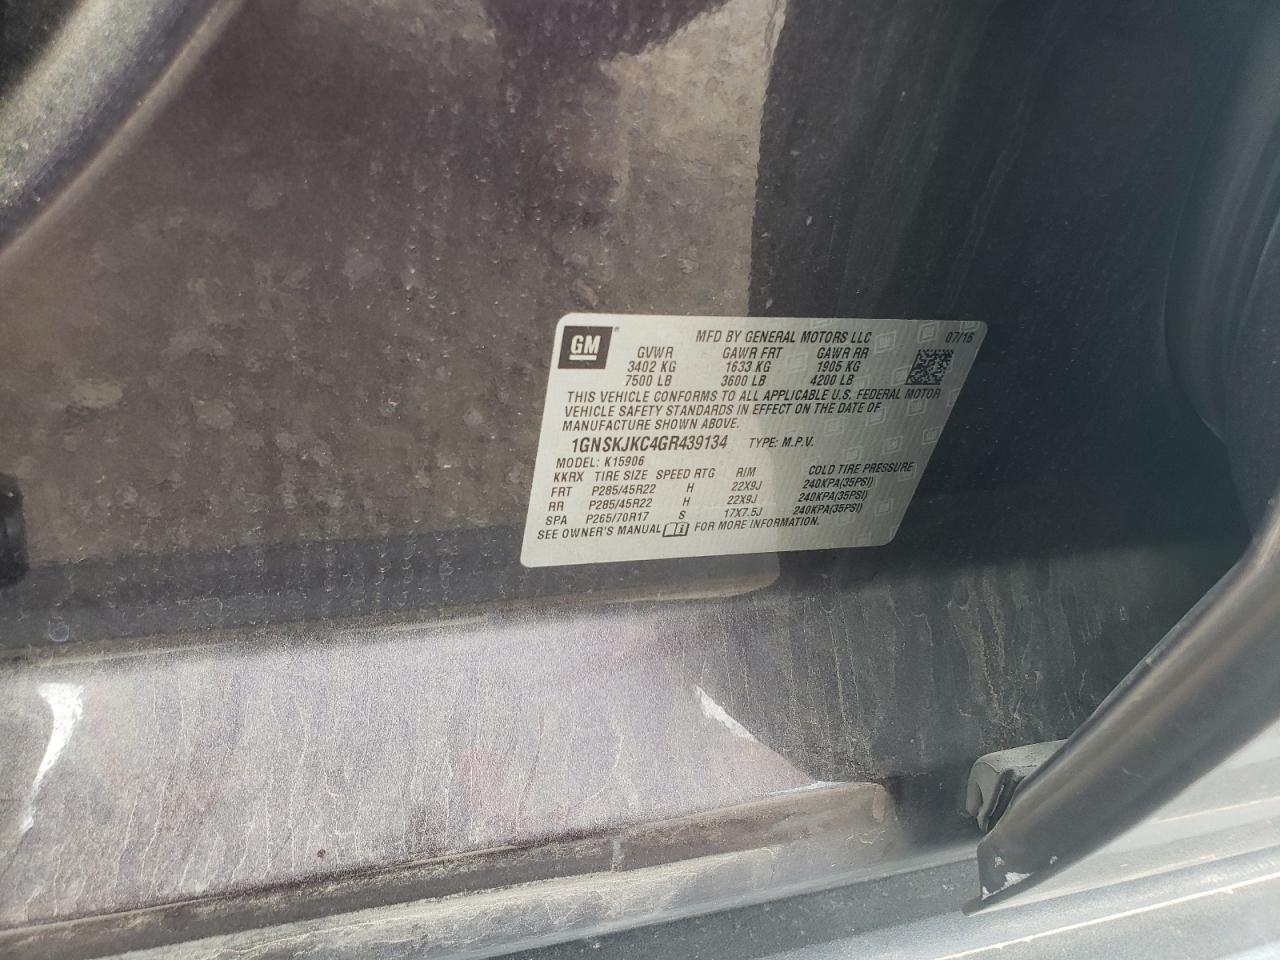 GM
MFD BY GENERAL MOTORS LLC 07/16
GVWR GAWR FRT GAWR RR
3402 KG 1633 KG 1905 KG
7500 LB 3600 LB 4200 LB
THIS VEHICLE CONFORMS TO ALL APPLICABLE U.S. FEDERAL MOTOR
VEHICLE SAFETY STANDARDS IN EFFECT ON THE DATE OF
MANUFACTURE SHOWN ABOVE.
1GNSKJKC4GR439134 TYPE: M.P.V.
MODEL: K15906
KKRX TIRE SIZE SPEED RTG RIM COLD TIRE PRESSURE
FRT P285/45R22 H 22X9J 240KPA(35PSI)
RR P285/45R22 H 22X9J 240KPA(35PSI)
SPA P265/70R17 S 17X7.5J 240KPA(35PSI)
SEE OWNER'S MANUAL FOR MORE INFORMATION.